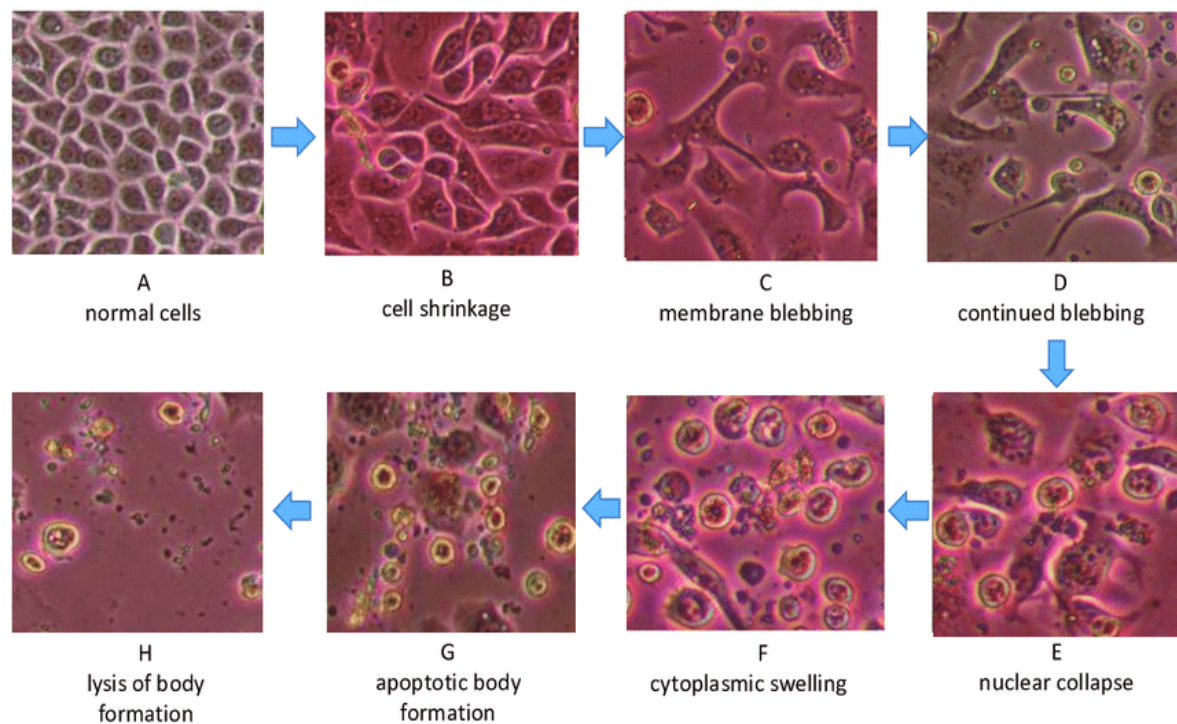 A
normal cells
B
cell shrinkage
C
membrane blebbing
D
continued blebbing
E
nuclear collapse
F
cytoplasmic swelling
G
apoptotic body
formation
H
lysis of body
formation